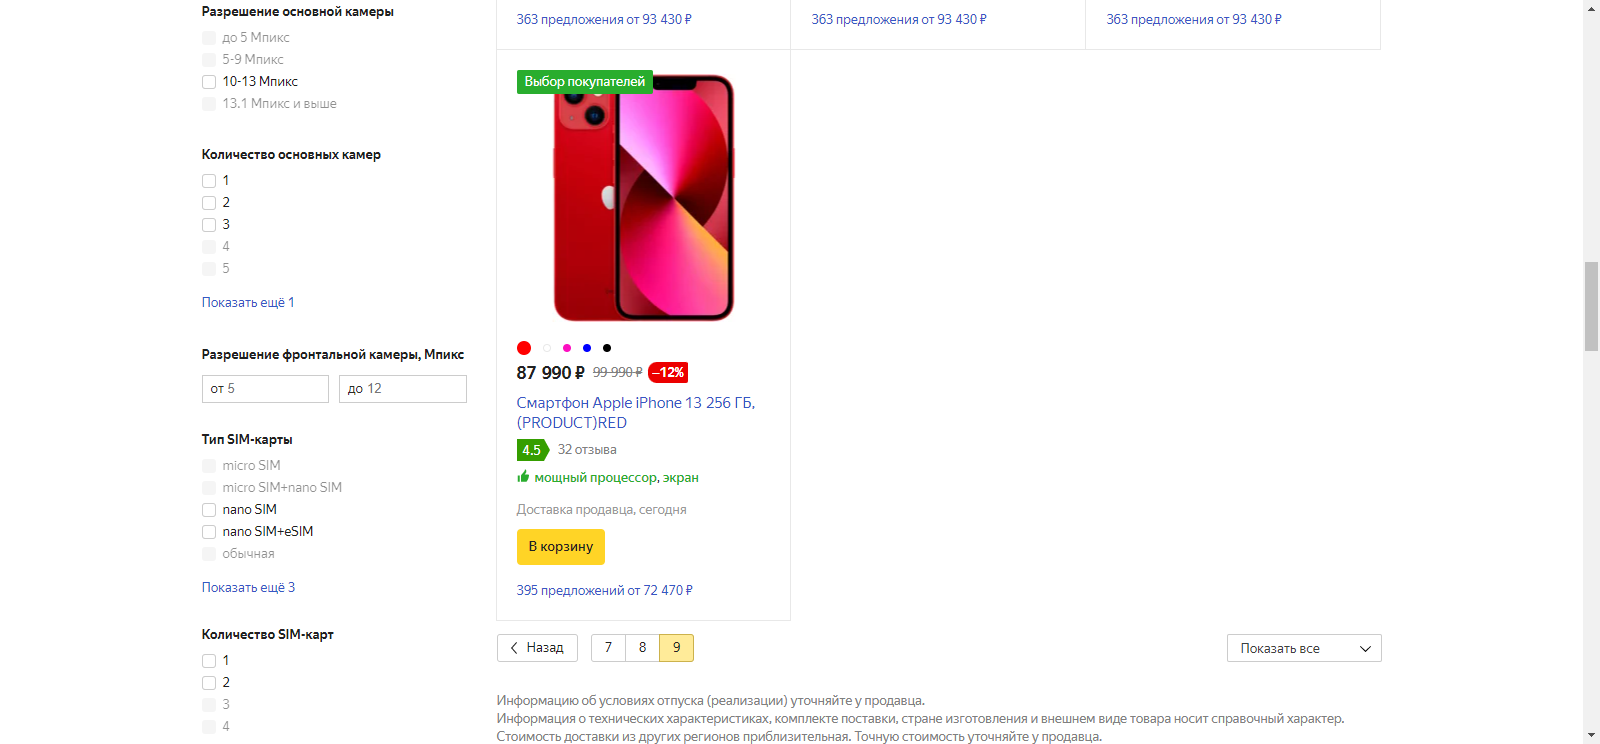 Разрешение основной камеры
до 5 Мпикс
5-9 Мпикс
10-13 Мпикс
13.1 Мпикс и выше
Количество основных камер
1
2
3
4
5
Показать ещё 1
Разрешение фронтальной камеры, Мпикс
от 5
до 12
Тип SIM-карты
micro SIM
micro SIM+nano SIM
nano SIM
nano SIM+eSIM
обычная
Показать ещё 3
Количество SIM-карт
1
2
3
4
363 предложения от 93 430 ₽
363 предложения от 93 430 ₽
363 предложения от 93 430 ₽
Выбор покупателей
87 990 ₽ 99 990 ₽ –12%
Смартфон Apple iPhone 13 256 ГБ,
(PRODUCT)RED
4.5 32 отзыва
мощный процессор, экран
Доставка продавца, сегодня
В корзину
395 предложений от 72 470 ₽
Назад 7 8 9
Показать все
Информацию об условиях отпуска (реализации) уточняйте у продавца.
Информация о технических характеристиках, комплекте поставки, стране изготовления и внешнем виде товара носит справочный характер.
Стоимость доставки из других регионов приблизительная. Точную стоимость уточняйте у продавца.